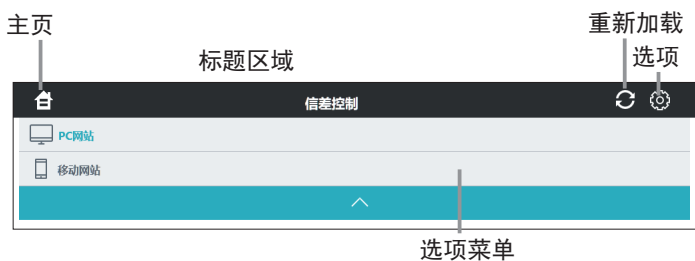 主页
重新加载
标题区域
选项
信差控制
PC网站
移动网站
选项菜单